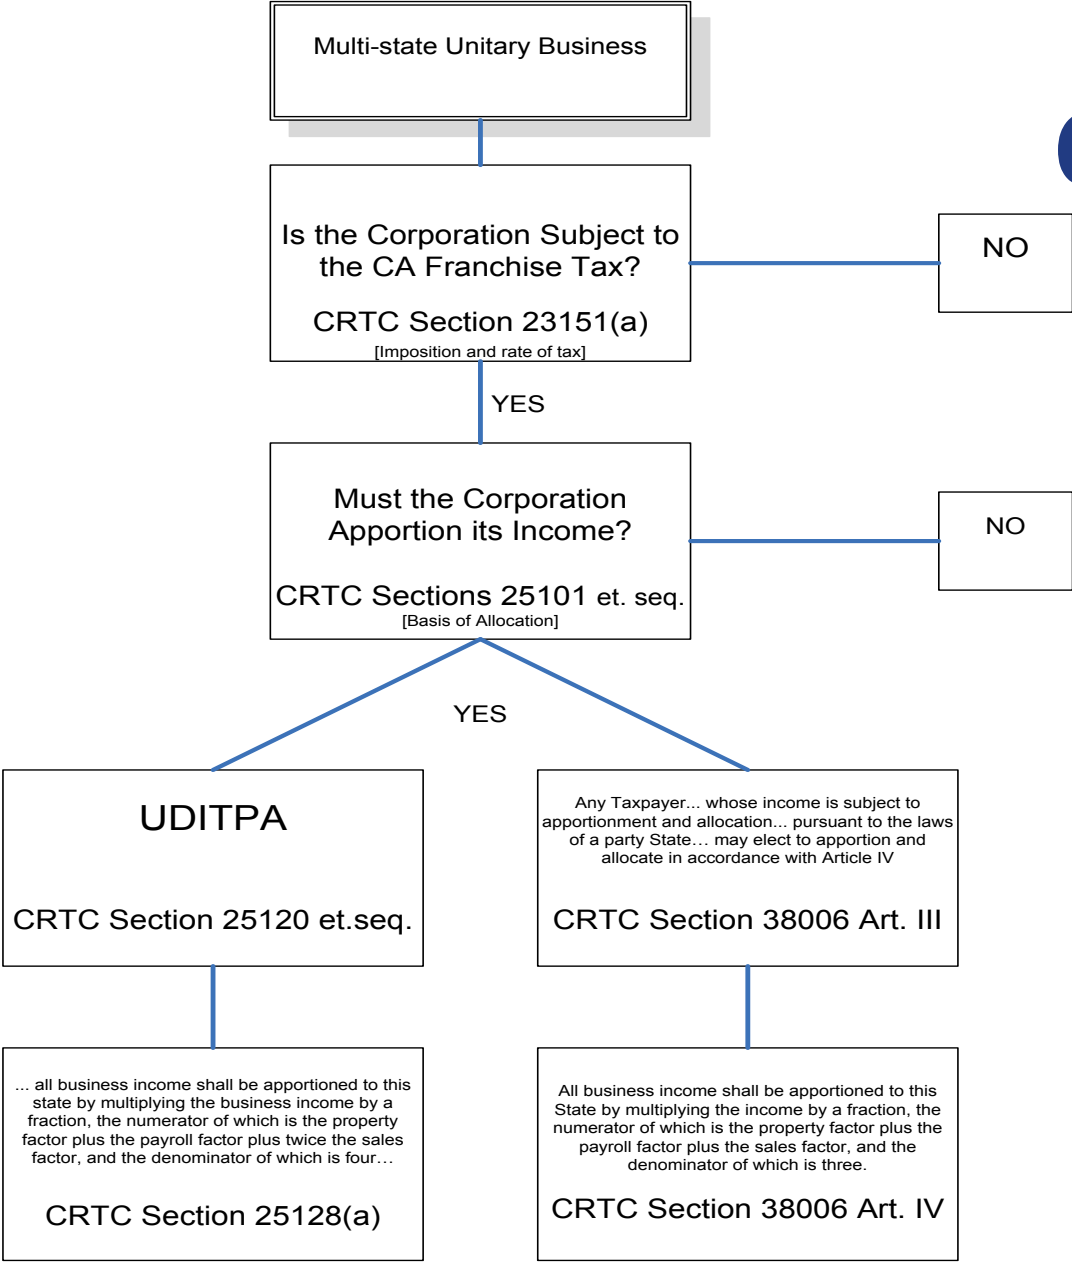 Multi-state Unitary Business
Is the Corporation Subject to
the CA Franchise Tax?
CRTC Section 23151(a)
[Imposition and rate of tax]
NO
YES
Must the Corporation
Apportion its Income?
CRTC Sections 25101 et. seq.
[Basis of Allocation]
NO
YES
UDITPA
CRTC Section 25120 et.seq.
Any Taxpayer... whose income is subject to
apportionment and allocation... pursuant to the laws
of a party State… may elect to apportion and
allocate in accordance with Article IV
CRTC Section 38006 Art. III
... all business income shall be apportioned to this
state by multiplying the business income by a
fraction, the numerator of which is the property
factor plus the payroll factor plus twice the sales
factor, and the denominator of which is four…
CRTC Section 25128(a)
All business income shall be apportioned to this
State by multiplying the income by a fraction, the
numerator of which is the property factor plus the
payroll factor plus the sales factor, and the
denominator of which is three.
CRTC Section 38006 Art. IV